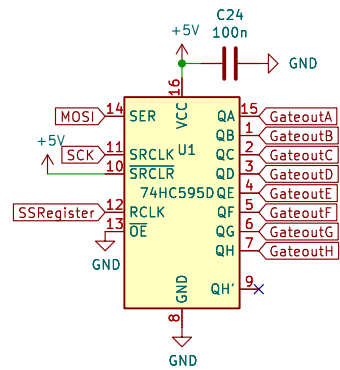 C24
+5V
100n
GND
16
VCC
MOSI 14 SER QA 15 GateoutA
QB 1 GateoutB
+5V U1
SCK 11 SRCLK QC 2 GateoutC
10 SRCLR QD 3 GateoutD
74HC595D QE 4 GateoutE
SSRegister 12 RCLK QF 5 GateoutF
13 OE QG 6 GateoutG
QH 7 GateoutH
GND
GND QH' 9
8
GND